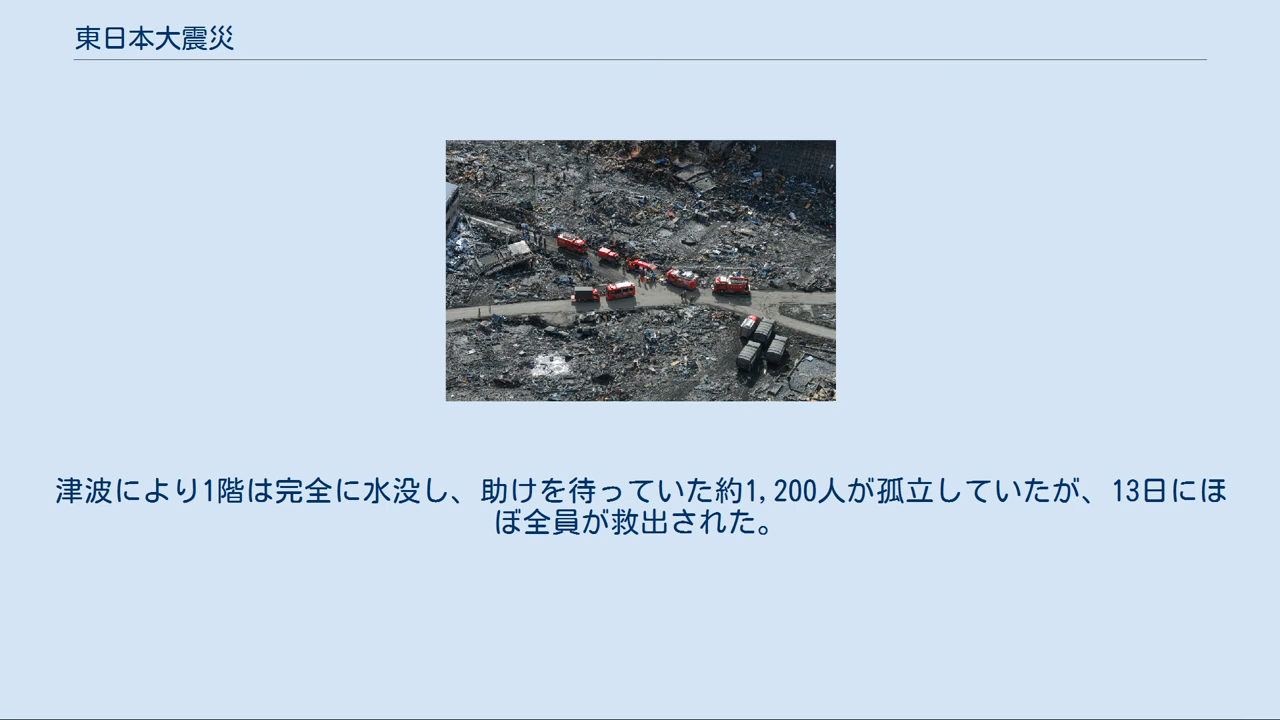 東日本大震災
津波により1階は完全に水没し、助けを待っていた約1,200人が孤立していたが、13日にほ
ぼ全員が救出された。